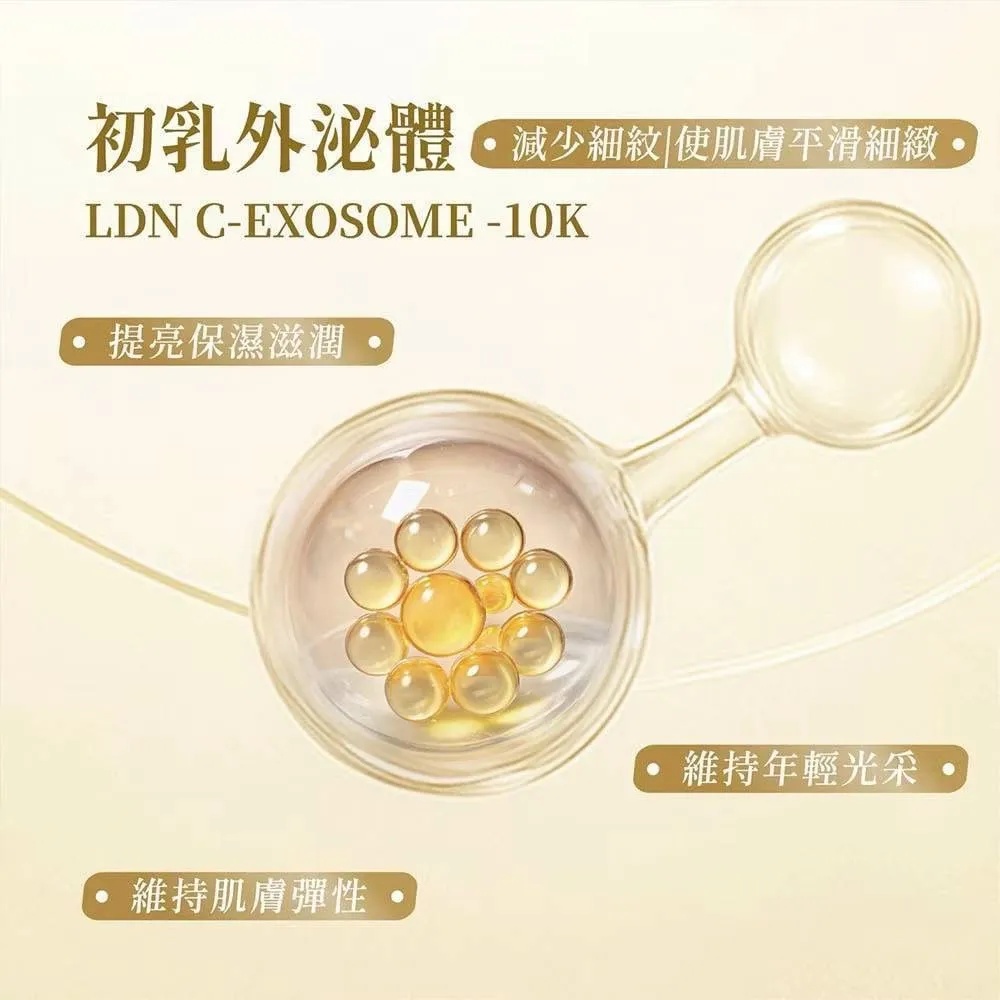 初乳外泌體
• 減少細紋|使肌膚平滑細緻 •
LDN C-EXOSOME -10K
• 提亮保濕滋潤 •
• 維持年輕光采 •
• 維持肌膚彈性 •